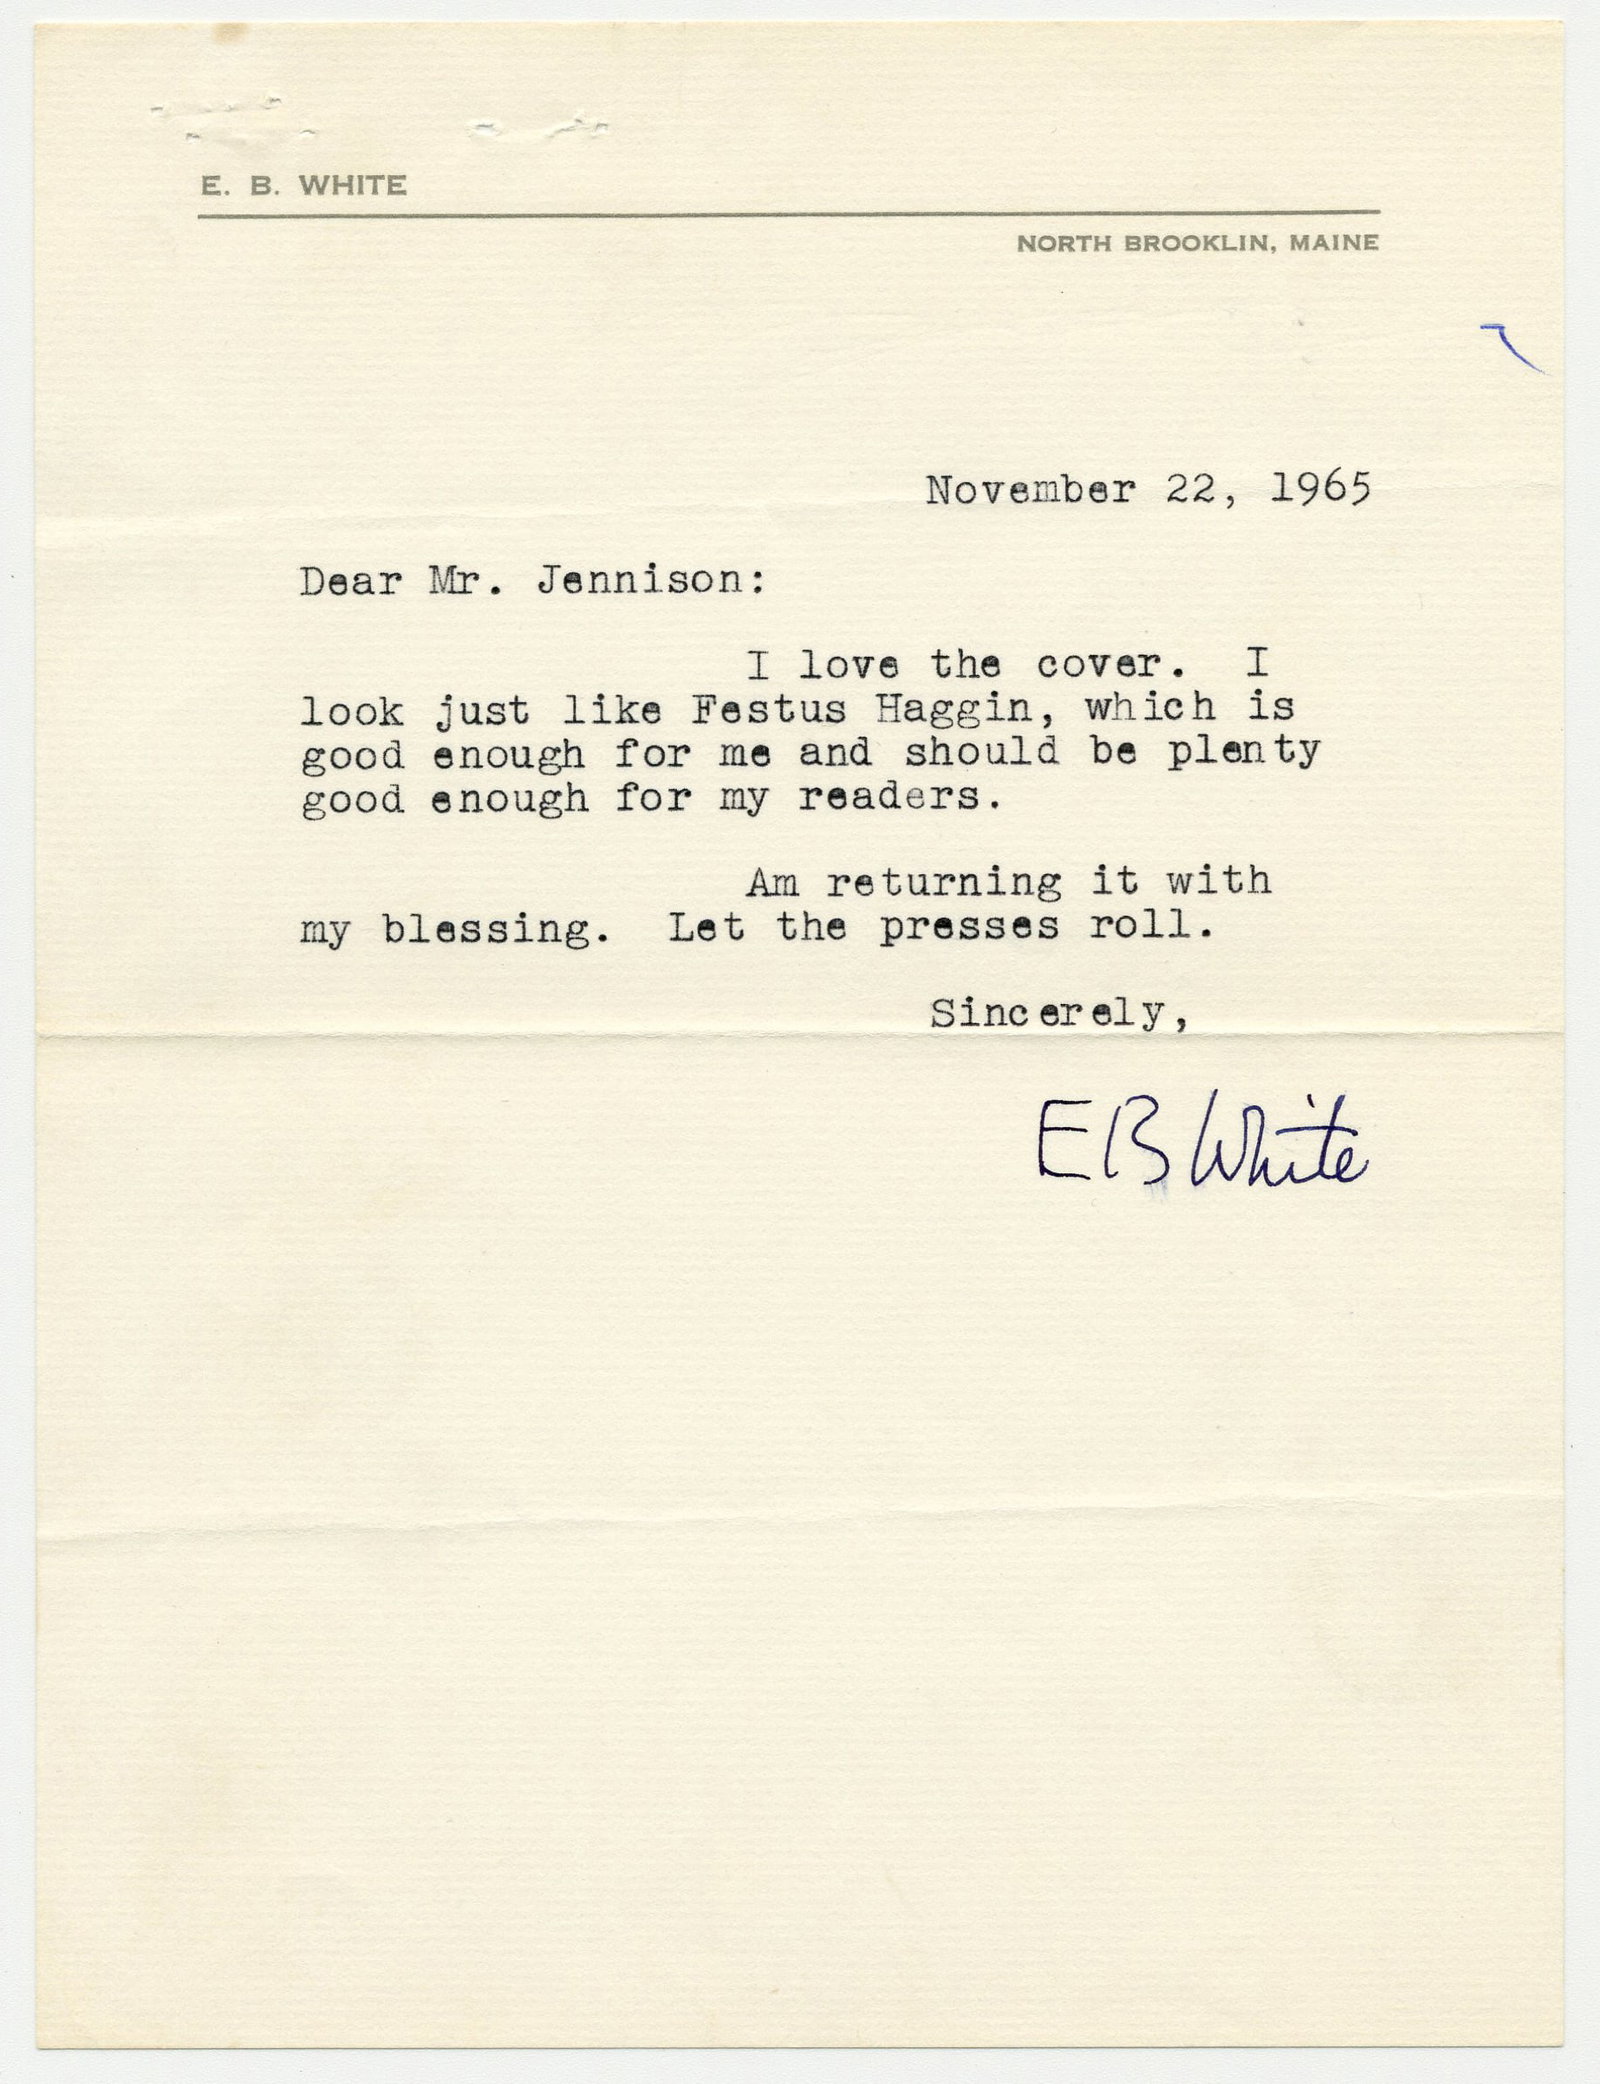 E. B. WHITE
NORTH BROOKLIN, MAINE
November 22, 1965
Dear Mr. Jennison:
I love the cover. I
look just like Festus Haggin, which is
good enough for me and should be plenty
good enough for my readers.
Am returning it with
my blessing. Let the presses roll.
Sincerely,
E B White